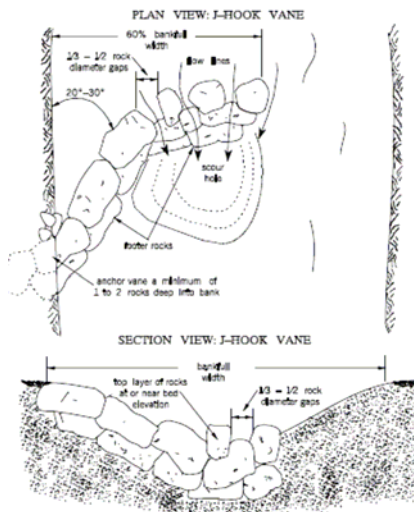 PLAN VIEW: J-HOOK VANE
60% bankfull
width
1/3 – 1/2 rock
diameter gaps
flow lines
20°–30°
scour
hole
footer rocks
anchor vane a minimum of
1 to 2 rocks deep into bank
SECTION VIEW: J-HOOK VANE
bankfull
width
top layer of rocks
at or near bed
elevation
1/3 – 1/2 rock
diameter gaps